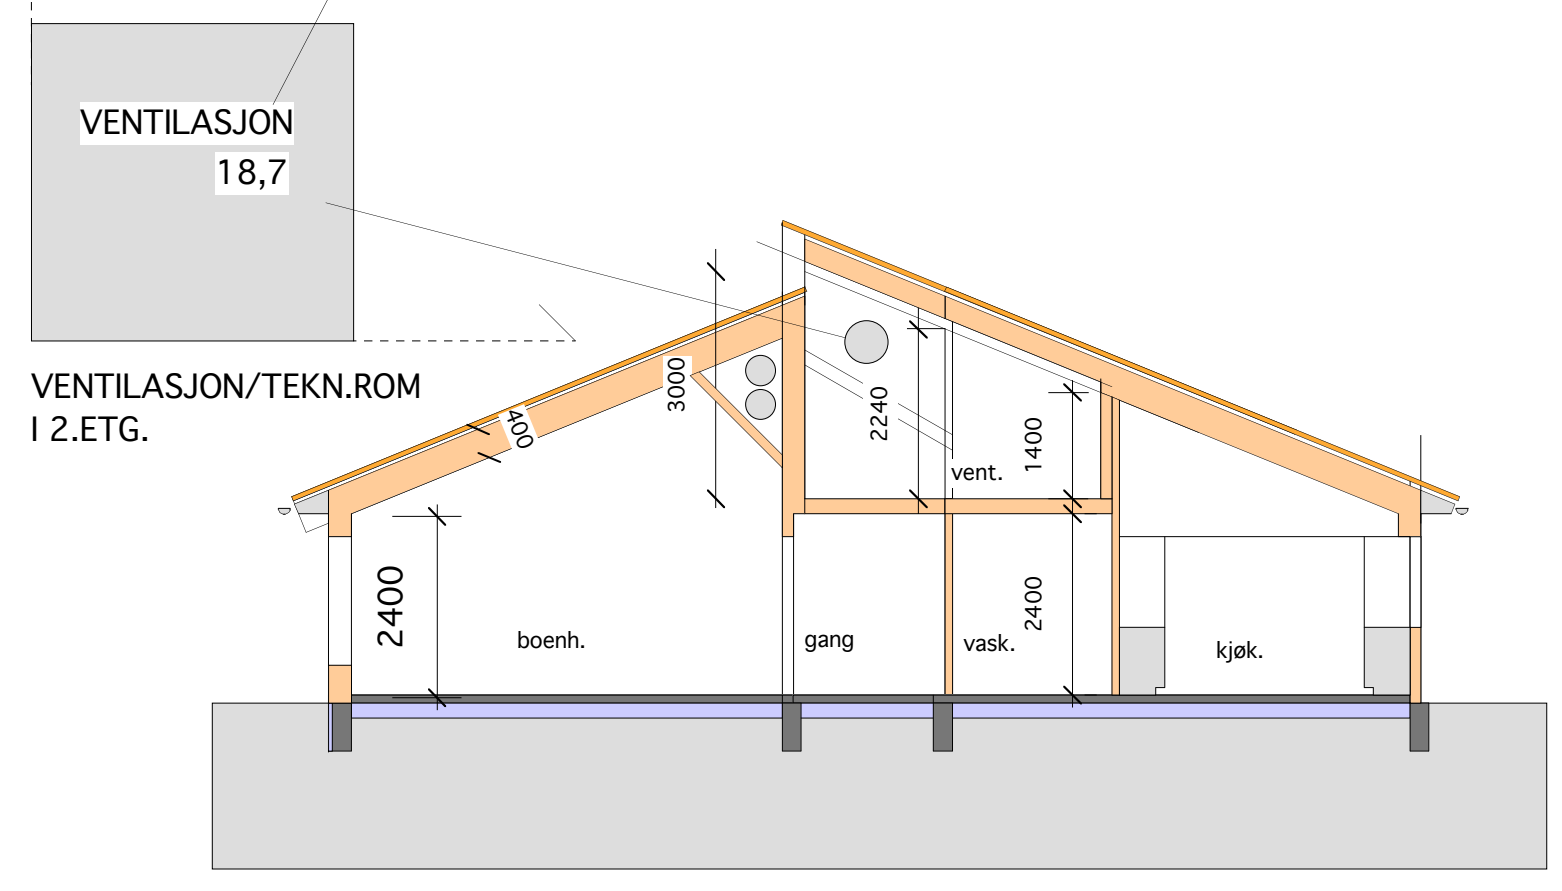 VENTILASJON
18,7
VENTILASJON/TEKN.ROM
I 2.ETG.
400
3000
2240
1400
vent.
2400
2400
boenh.
gang
vask.
kjøk.